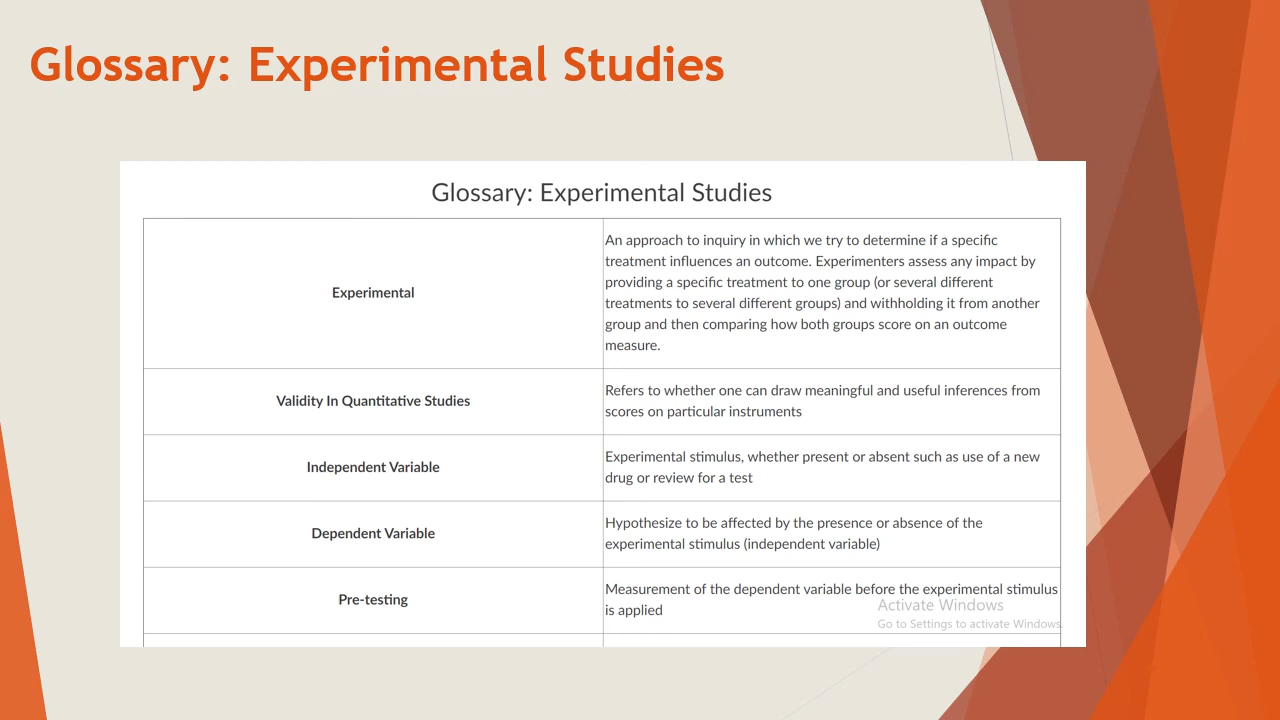 Glossary: Experimental Studies
Glossary: Experimental Studies
Experimental
An approach to inquiry in which we try to determine if a specific
treatment influences an outcome. Experimenters assess any impact by
providing a specific treatment to one group (or several different
treatments to several different groups) and withholding it from another
group and then comparing how both groups score on an outcome
measure.
Validity In Quantitative Studies
Refers to whether one can draw meaningful and useful inferences from
scores on particular instruments
Independent Variable
Experimental stimulus, whether present or absent such as use of a new
drug or review for a test
Dependent Variable
Hypothesize to be affected by the presence or absence of the
experimental stimulus (independent variable)
Pre-testing
Measurement of the dependent variable before the experimental stimulus
is applied
Activate Windows
Go to Settings to activate Windows.